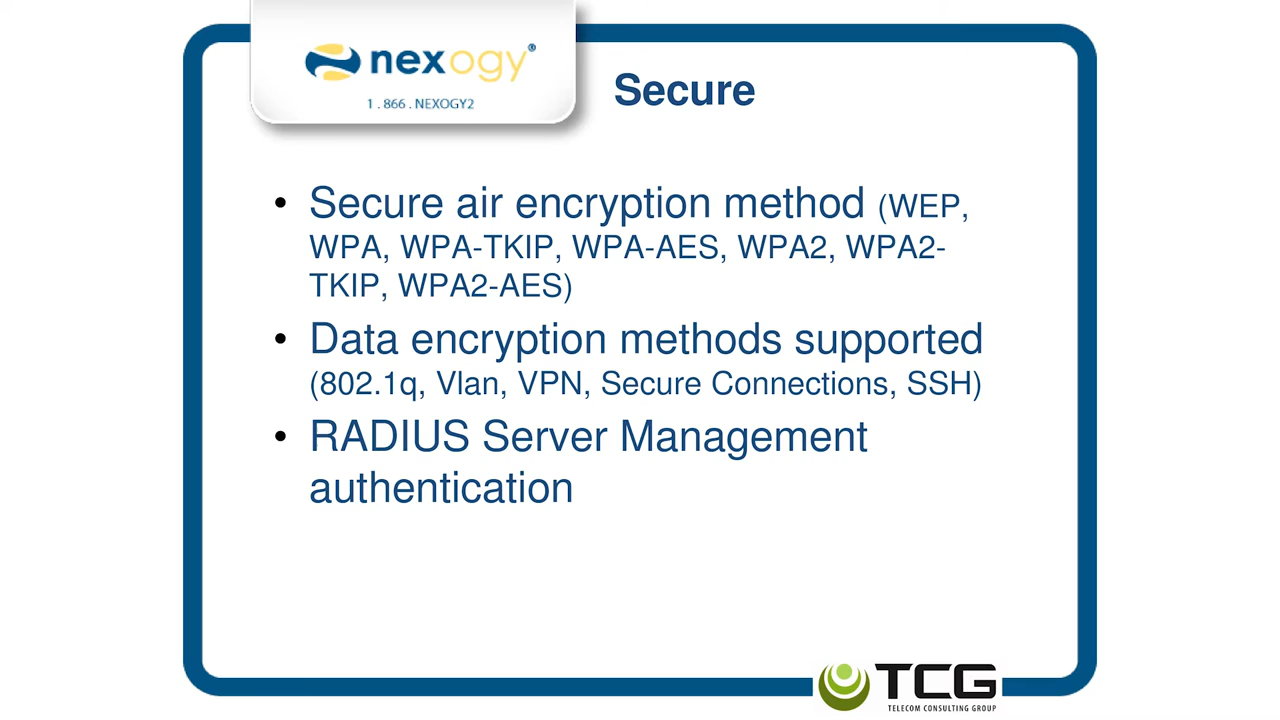 nexogy®
1 . 866 . NEXOGY2
Secure
• Secure air encryption method (WEP,
WPA, WPA-TKIP, WPA-AES, WPA2, WPA2-
TKIP, WPA2-AES)
• Data encryption methods supported
(802.1q, Vlan, VPN, Secure Connections, SSH)
• RADIUS Server Management
authentication
TCG
TELECOM CONSULTING GROUP